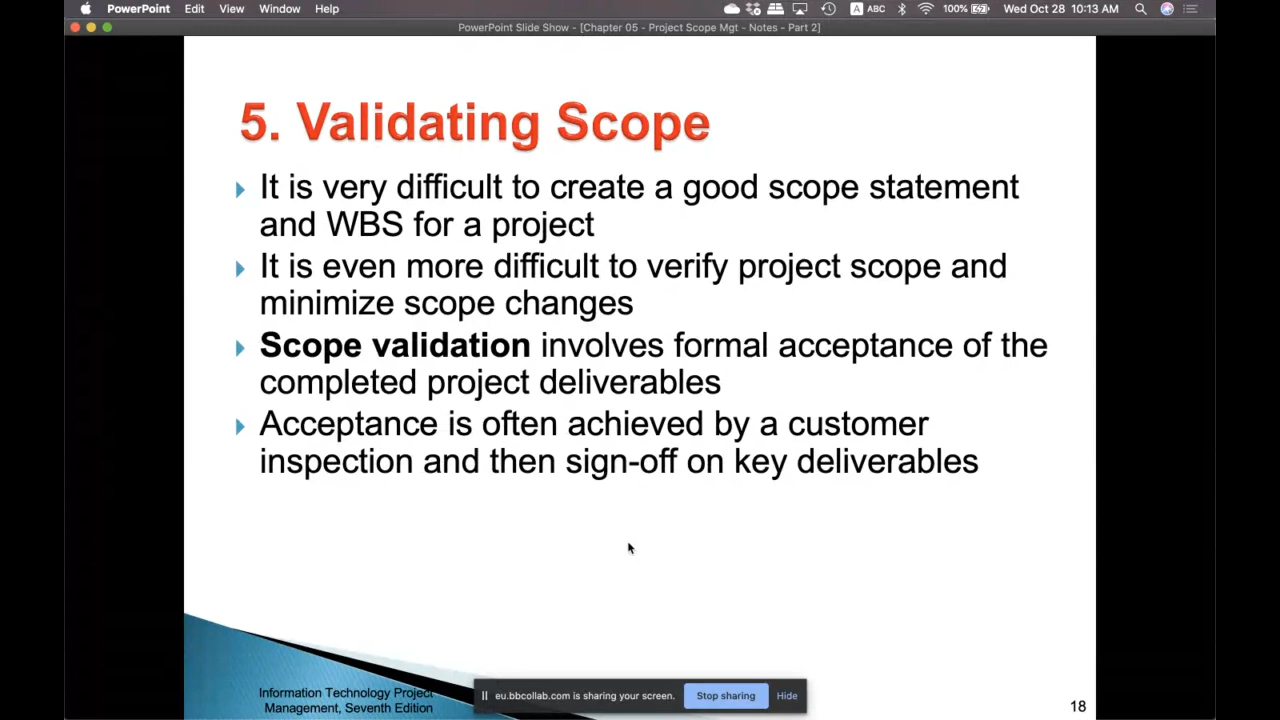 PowerPoint Edit View Window Help A ABC 100% Wed Oct 28 10:13 AM
PowerPoint Slide Show - [Chapter 05 - Project Scope Mgt - Notes - Part 2]
5. Validating Scope
It is very difficult to create a good scope statement
and WBS for a project
It is even more difficult to verify project scope and
minimize scope changes
Scope validation involves formal acceptance of the
completed project deliverables
Acceptance is often achieved by a customer
inspection and then sign-off on key deliverables
Information Technology Project
Management, Seventh Edition
eu.bbcollab.com is sharing your screen. Stop sharing Hide
18